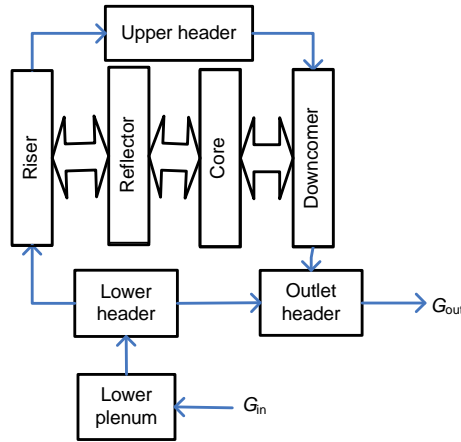 Upper header
Riser
Reflector
Core
Downcomer
Lower
header
Outlet
header
Gout
Lower
plenum
Gin